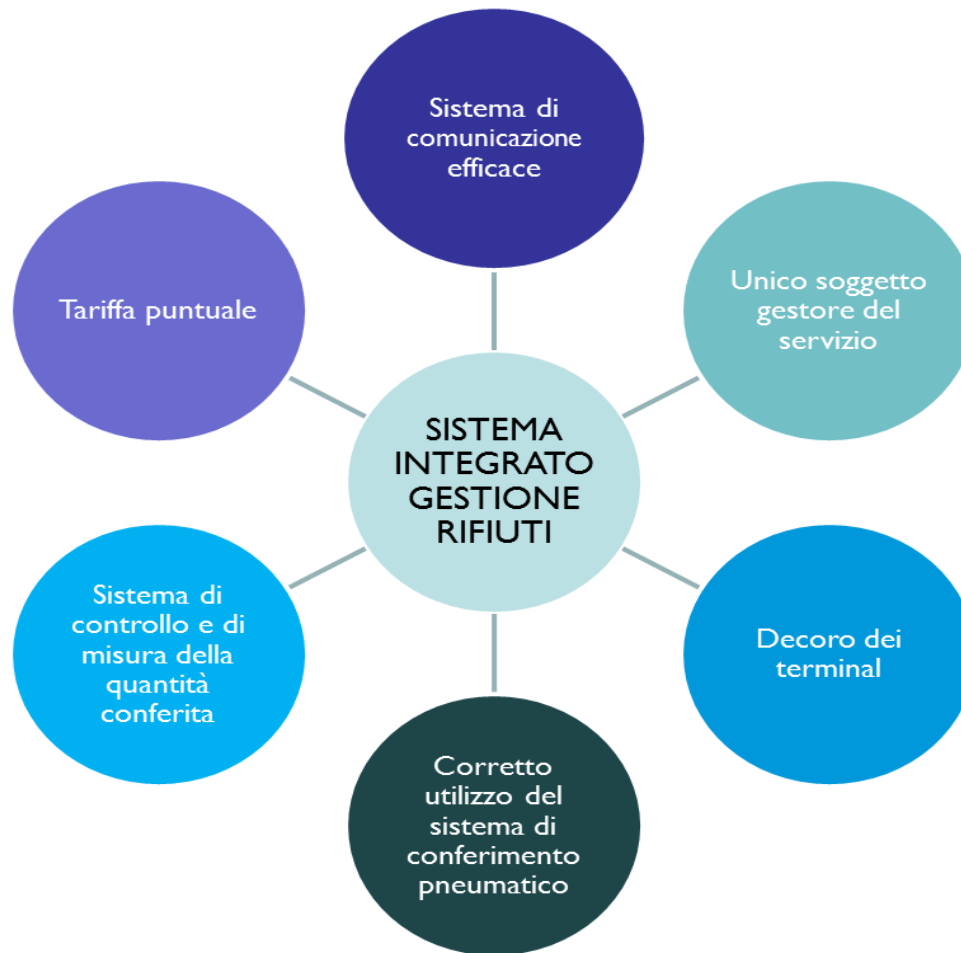 Sistema di
comunicazione
efficace
Unico soggetto
gestore del
servizio
Decoro dei
terminal
Corretto
utilizzo del
sistema di
conferimento
pneumatico
Sistema di
controllo e di
misura della
quantità
conferita
Tariffa puntuale
SISTEMA
INTEGRATO
GESTIONE
RIFIUTI